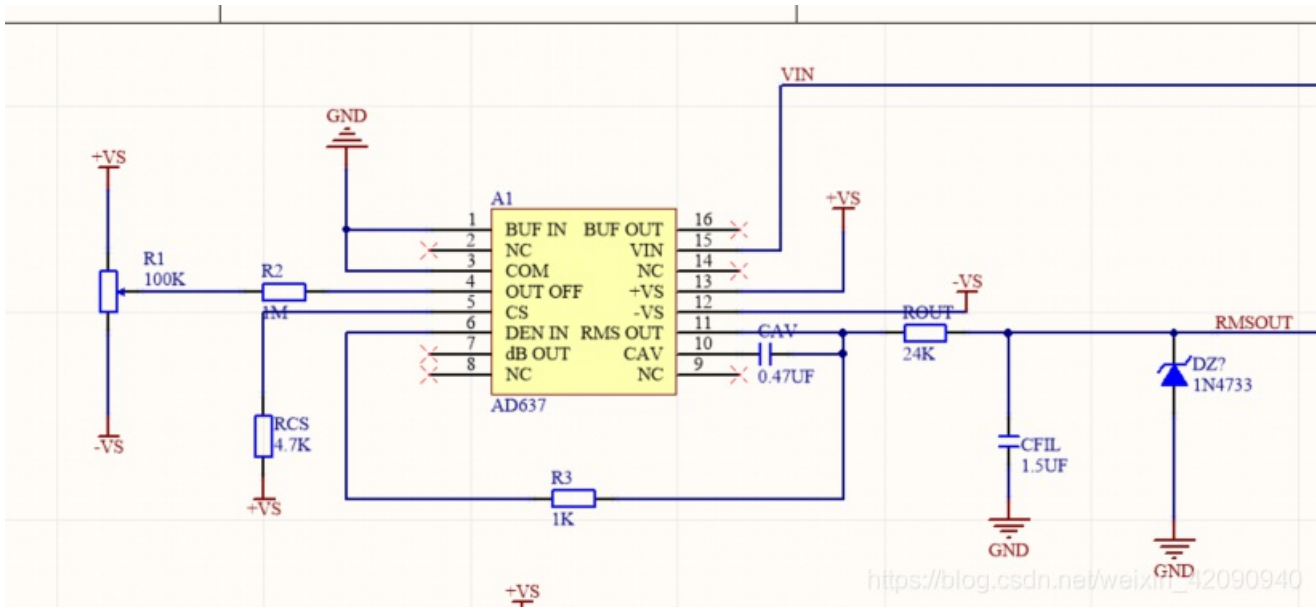 VIN
GND
+VS
+VS
A1
1 BUF IN BUF OUT 16
2 NC VIN 15
3 COM NC 14
4 OUT OFF +VS 13
5 CS -VS 12
6 DEN IN RMS OUT 11
7 dB OUT CAV 10
8 NC NC 9
AD637
R1
100K
R2
1M
-VS
ROUT
24K
RMSOUT
CAV
0.47UF
DZ?
1N4733
-VS
RCS
4.7K
+VS
CFIL
1.5UF
R3
1K
GND
GND
https://blog.csdn.net/weixin_42090940
+VS